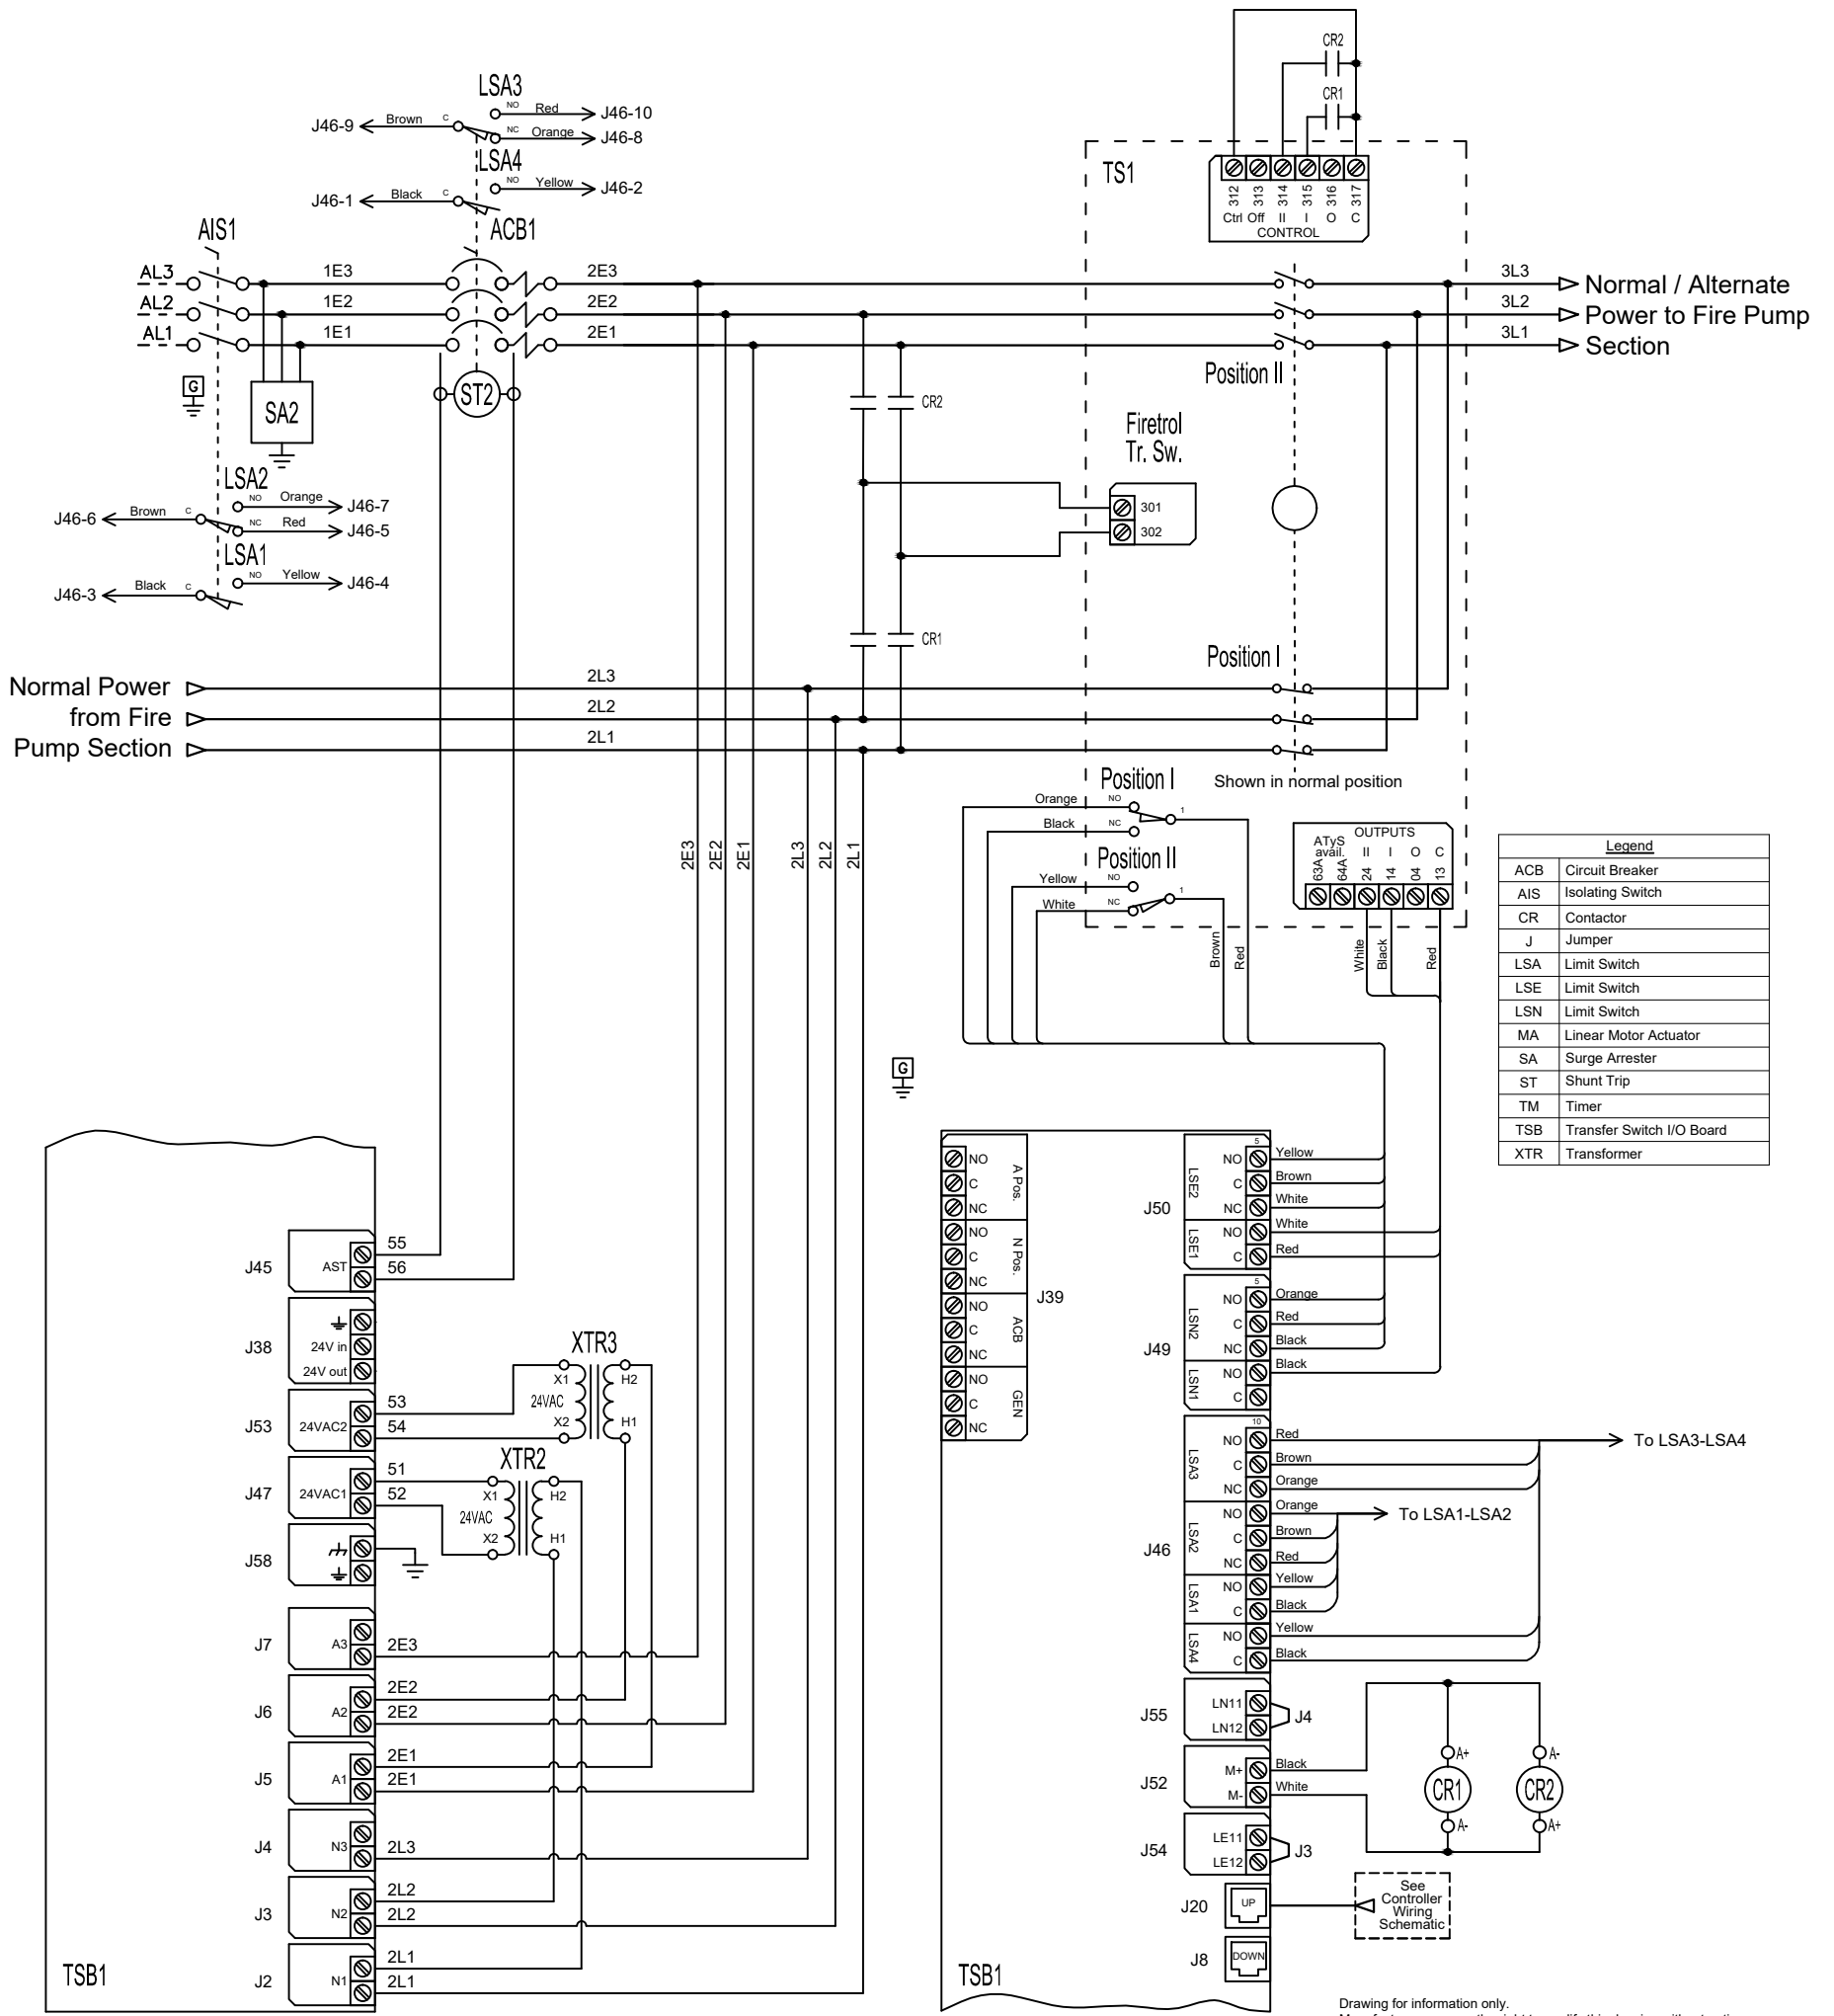 CR2
CR1
LSA3
NO Red J46-10
J46-9 Brown C
NC Orange J46-8
LSA4
NO Yellow J46-2
J46-1 Black C
TS1
312 313 314 315 316 317
Ctrl Off II I O C
CONTROL
AIS1
ACB1
AL3 1E3 2E3 3L3
AL2 1E2 2E2 3L2
AL1 1E1 2E1 3L1
Normal / Alternate
Power to Fire Pump
Section
Position II
G
SA2
ST2
CR2
Firetrol
Tr. Sw.
301
302
LSA2
NO Orange J46-7
J46-6 Brown C
NC Red J46-5
LSA1
NO Yellow J46-4
J46-3 Black C
CR1
Position I
Normal Power
from Fire
Pump Section
2L3
2L2
2L1
Shown in normal position
Position I
Orange NO
1
Black NC
Position II
Yellow NO
1
White NC
Brown
Red
OUTPUTS
ATyS
avail. II I O C
63A 64A 24 14 04 13
White
Black
Red
2E3
2E2
2E1
2L3
2L2
2L1
Legend
ACB Circuit Breaker
AIS Isolating Switch
CR Contactor
J Jumper
LSA Limit Switch
LSE Limit Switch
LSN Limit Switch
MA Linear Motor Actuator
SA Surge Arrester
ST Shunt Trip
TM Timer
TSB Transfer Switch I/O Board
XTR Transformer
G
J45
AST
55
56
J38
24V in
24V out
J53
24VAC2
53
54
XTR3
X1 H2
24VAC
X2 H1
J47
24VAC1
51
52
XTR2
X1 H2
24VAC
X2 H1
J58
J7
A3
2E3
J6
A2
2E2
2E2
J5
A1
2E1
2E1
J4
N3
2L3
J3
N2
2L2
2L2
J2
N1
2L1
2L1
TSB1
J39
NO
C
NC
A Pos.
NO
C
NC
N Pos.
NO
C
NC
ACB
NO
C
NC
GEN
J50
5
LSE2
NO Yellow
C Brown
NC White
LSE1
NO White
C Red
J49
5
LSN2
NO Orange
C Red
NC Black
LSN1
NO Black
C
J46
10
LSA3
NO Red
C Brown
NC Orange
To LSA3-LSA4
LSA2
NO Orange
C Brown
NC Red
To LSA1-LSA2
LSA1
NO Yellow
C Black
LSA4
NO Yellow
C Black
J55
LN11
LN12
J4
J52
M+ Black
M- White
A+
CR1
A-
A-
CR2
A+
J54
LE11
LE12
J3
J20
UP
See
Controller
Wiring
Schematic
J8
DOWN
TSB1
Drawing for information only.